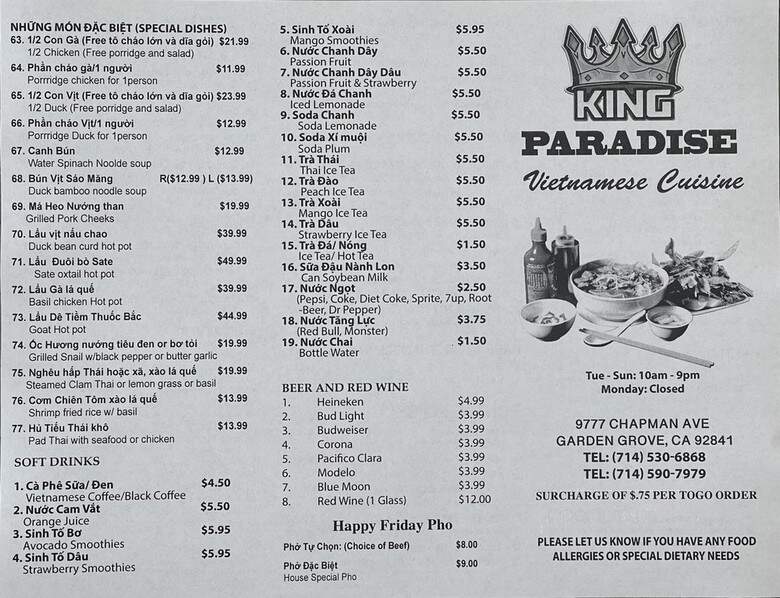 NHỮNG MÓN ĐẶC BIỆT (SPECIAL DISHES)
63. 1/2 Con Gà (Free tô cháo lớn và dĩa gỏi) $21.99
1/2 Chicken (Free porridge and salad)
64. Phần cháo gà/1 người $11.99
Porrridge chicken for 1person
65. 1/2 Con Vịt (Free tô cháo lớn và dĩa gỏi) $23.99
1/2 Duck (Free porridge and salad)
66. Phần cháo Vịt/1 người $12.99
Porrridge Duck for 1person
67. Canh Bún $12.99
Water Spinach Noolde soup
68. Bún Vịt Sáo Măng R($12.99 ) L ($13.99)
Duck bamboo noodle soup
69. Má Heo Nướng than $19.99
Grilled Pork Cheeks
70. Lẩu vịt nấu chao $39.99
Duck bean curd hot pot
71. Lẩu Đuôi bò Sate $49.99
Sate oxtail hot pot
72. Lẩu Gà lá quế $39.99
Basil chicken Hot pot
73. Lẩu Dê Tiềm Thuốc Bắc $44.99
Goat Hot pot
74. Ốc Hương nướng tiêu đen or bơ tỏi $19.99
Grilled Snail w/black pepper or butter garlic
75. Nghêu hấp Thái hoặc xã, xào lá quế $19.99
Steamed Clam Thai or lemon grass or basil
76. Cơm Chiên Tôm xào lá quế $13.99
Shrimp fried rice w/ basil
77. Hủ Tiếu Thái khô $13.99
Pad Thai with seafood or chicken
SOFT DRINKS
1. Cà Phê Sữa/ Đen $4.50
Vietnamese Coffee/Black Coffee
2. Nước Cam Vắt $5.50
Orange Juice
3. Sinh Tố Bơ $5.95
Avocado Smoothies
4. Sinh Tố Dâu $5.95
Strawberry Smoothies
5. Sinh Tố Xoài $5.95
Mango Smoothies
6. Nước Chanh Dây $5.50
Passion Fruit
7. Nước Chanh Dây Dâu $5.50
Passion Fruit & Strawberry
8. Nước Đá Chanh $5.50
Iced Lemonade
9. Soda Chanh $5.50
Soda Lemonade
10. Soda Xí muội $5.50
Soda Plum
11. Trà Thái $5.50
Thai Ice Tea
12. Trà Đào $5.50
Peach Ice Tea
13. Trà Xoài $5.50
Mango Ice Tea
14. Trà Dâu $5.50
Strawberry Ice Tea
15. Trà Đá/ Nóng $1.50
Ice Tea/ Hot Tea
16. Sữa Đậu Nành Lon $3.50
Can Soybean Milk
17. Nước Ngọt $2.50
(Pepsi, Coke, Diet Coke, Sprite, 7up, Root
-Beer, Dr Pepper)
18. Nước Tăng Lực $3.75
(Red Bull, Monster)
19. Nước Chai $1.50
Bottle Water
BEER AND RED WINE
1. Heineken $4.99
2. Bud Light $3.99
3. Budweiser $3.99
4. Corona $3.99
5. Pacifico Clara $3.99
6. Modelo $3.99
7. Blue Moon $3.99
8. Red Wine (1 Glass) $12.00
Happy Friday Pho
Phở Tự Chọn: (Choice of Beef) $8.00
Phở Đặc Biệt $9.00
House Special Pho
KING
PARADISE
Vietnamese Cuisine
Tue - Sun: 10am - 9pm
Monday: Closed
9777 CHAPMAN AVE
GARDEN GROVE, CA 92841
TEL: (714) 530-6868
TEL: (714) 590-7979
SURCHARGE OF $.75 PER TOGO ORDER
PLEASE LET US KNOW IF YOU HAVE ANY FOOD
ALLERGIES OR SPECIAL DIETARY NEEDS